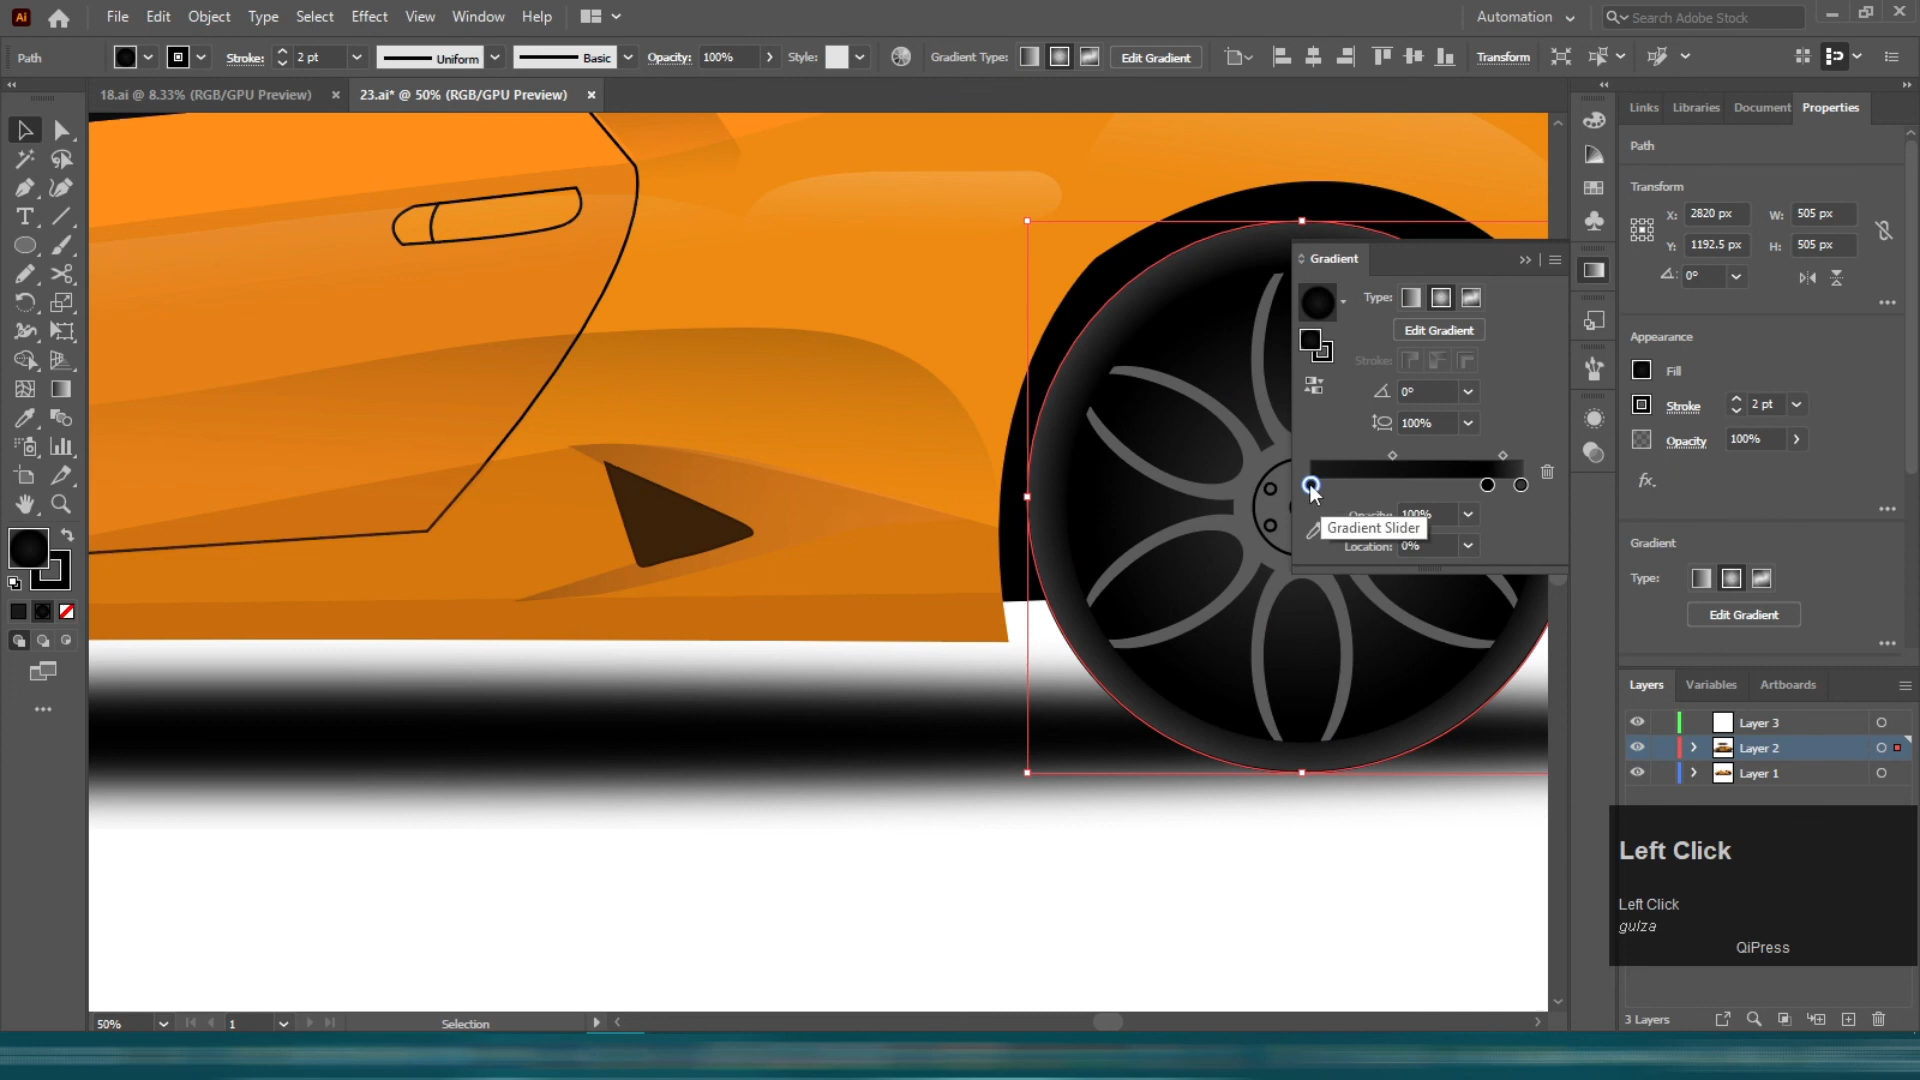 Ai File Edit Object Type Select Effect View Window Help Automation Search Adobe Stock
Path Stroke: 2 pt Uniform Basic Opacity: 100% Style: Gradient Type: Edit Gradient Transform
18.ai @ 8.33% (RGB/GPU Preview) × 23.ai* @ 50% (RGB/GPU Preview) ×
Links Libraries Document Properties
Path
Transform
X: 2820 px W: 505 px
Y: 1192.5 px H: 505 px
0°
Appearance
Fill
Stroke 2 pt
Opacity 100%
fx.
Gradient
Type:
Edit Gradient
Gradient
Type:
Edit Gradient
Stroke:
0°
100%
Opacity: 100%
Gradient Slider
Location: 0%
Layers Variables Artboards
Layer 3
Layer 2
Layer 1
Left Click
Left Click
gulza
QiPress
3 Layers
50% 1 Selection